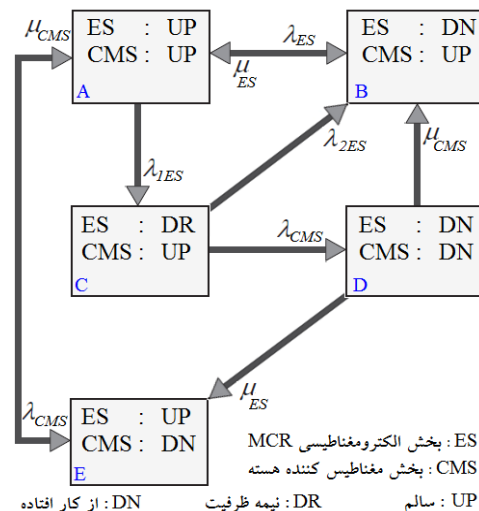 μCMS
ES : UP
CMS : UP
A
λES
μES
ES : DN
CMS : UP
B
λ1ES
λ2ES
μCMS
ES : DR
CMS : UP
C
λCMS
ES : DN
CMS : DN
D
μES
λCMS
ES : UP
CMS : DN
E
ES: بخش الکترومغناطیسی MCR
CMS: بخش مغناطیس کننده هسته
UP: سالم DR: نیمه ظرفیت DN: از کار افتاده